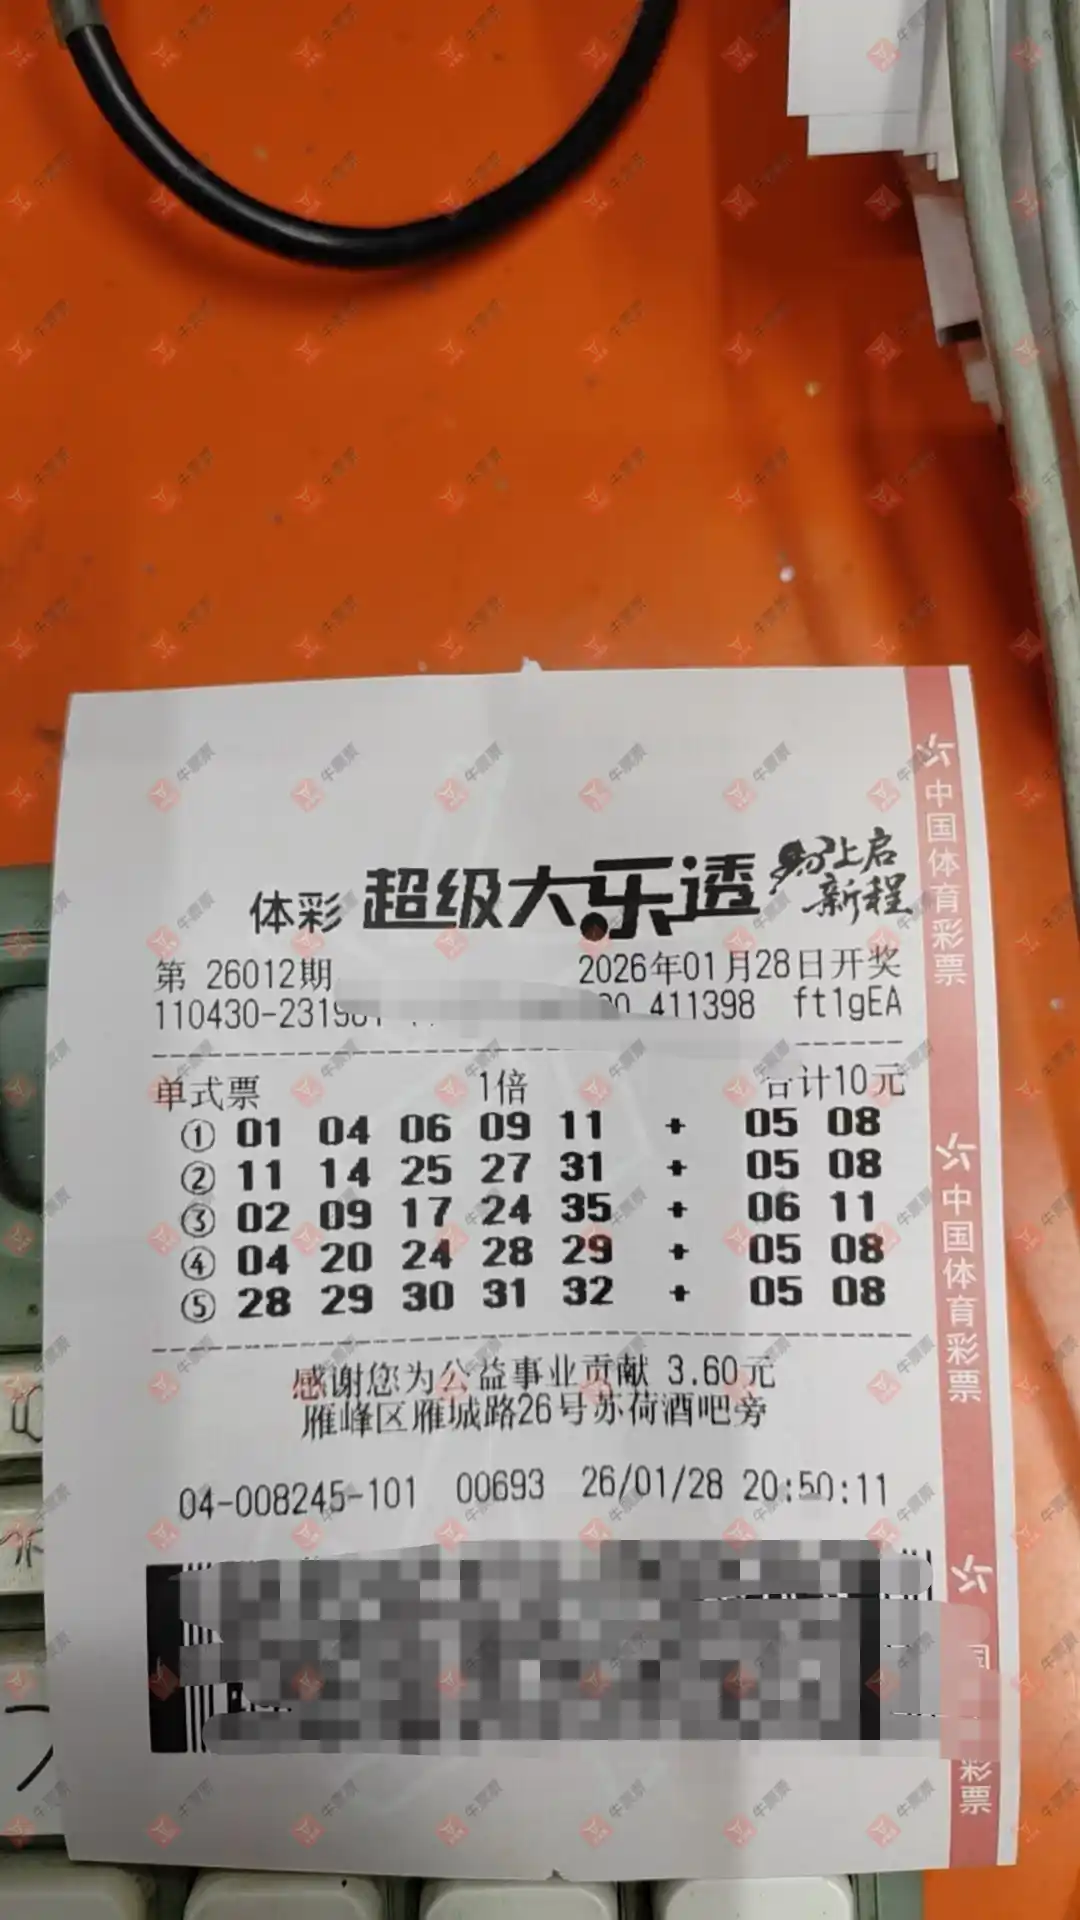 体彩 超级大乐透 马上启新程
第 26012期 2026年01月28日开奖
110430-231981 411398 ft1gEA
单式票 1倍 合计10元
① 01 04 06 09 11 + 05 08
② 11 14 25 27 31 + 05 08
③ 02 09 17 24 35 + 06 11
④ 04 20 24 28 29 + 05 08
⑤ 28 29 30 31 32 + 05 08
感谢您为公益事业贡献 3.60元
雁峰区雁城路26号苏荷酒吧旁
04-008245-101 00693 26/01/28 20:50:11
中国体育彩票
中国体育彩票
彩票
牛票票